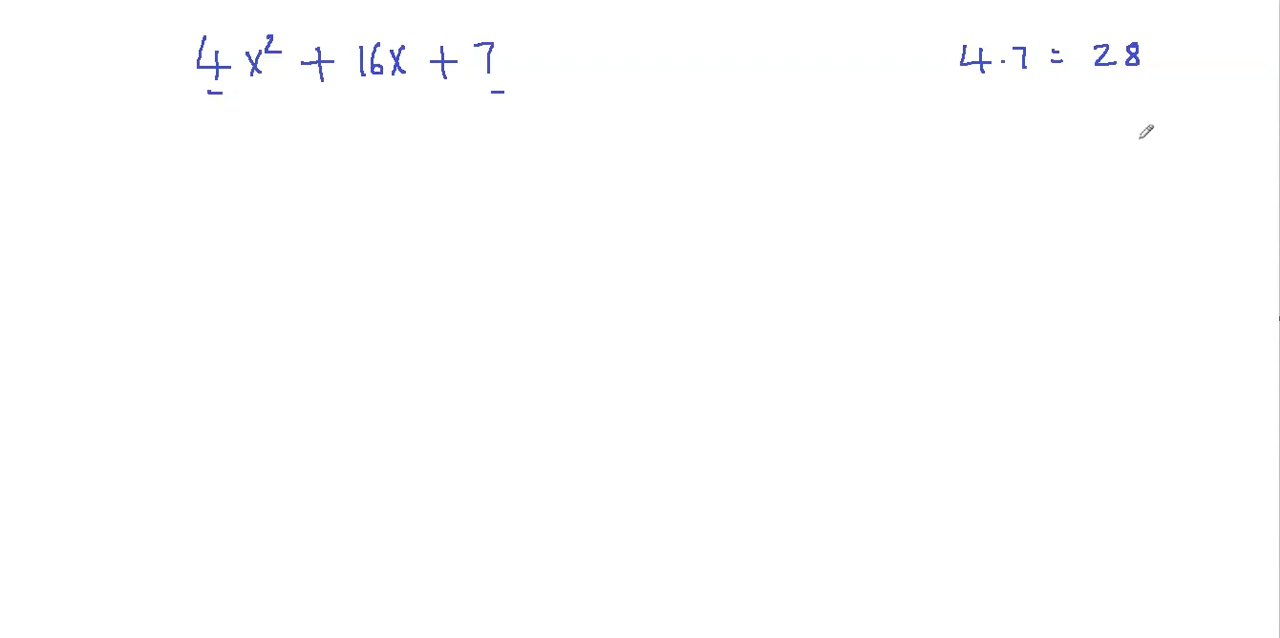 4x² + 16x + 7
4·7 = 28